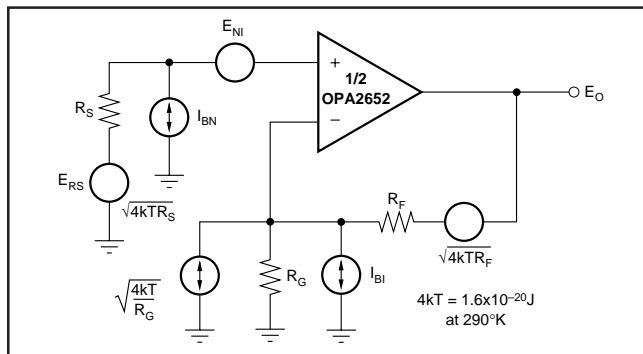 E_NI
1/2
OPA2652
+
−
E_O
R_S
I_BN
E_RS
√4kTR_S
R_F
√4kTR_F
√4kT/R_G
R_G
I_BI
4kT = 1.6x10⁻²⁰J
at 290°K